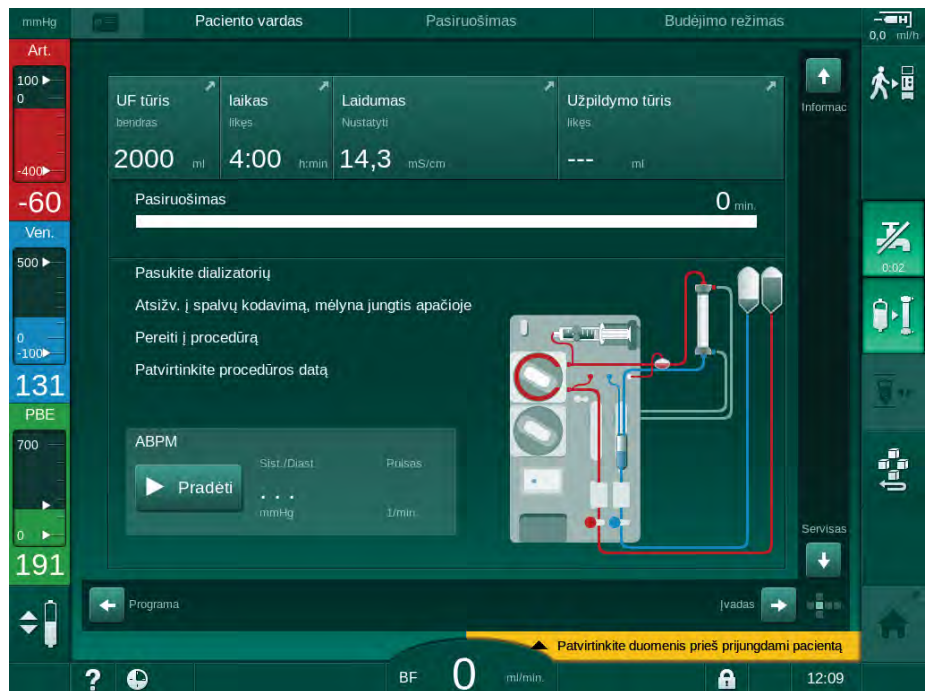 mmHg
Paciento vardas
Pasiruošimas
Budėjimo režimas
0,0 ml/h
Art.
100
0
-400
-60
Ven.
500
0
-100
131
PBE
700
0
191
UF tūris
bendras
2000 ml
laikas
likęs
4:00 h:min
Laidumas
Nustatyti
14,3 mS/cm
Užpildymo tūris
likęs
--- ml
Informac
Pasiruošimas
0 min.
Pasukite dializatorių
Atsižv. į spalvų kodavimą, mėlyna jungtis apačioje
Pereiti į procedūrą
Patvirtinkite procedūros datą
ABPM
Sist./Diast.
Pulsas
Pradėti
. . .
mmHg
1/min.
0:02
Servisas
Programa
Įvadas
Patvirtinkite duomenis prieš prijungdami pacientą
?
BF 0 ml/min.
12:09